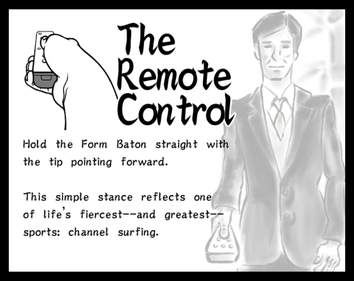 The
Remote
Control
Hold the Form Baton straight with
the tip pointing forward.
This simple stance reflects one
of life's fiercest--and greatest--
sports: channel surfing.